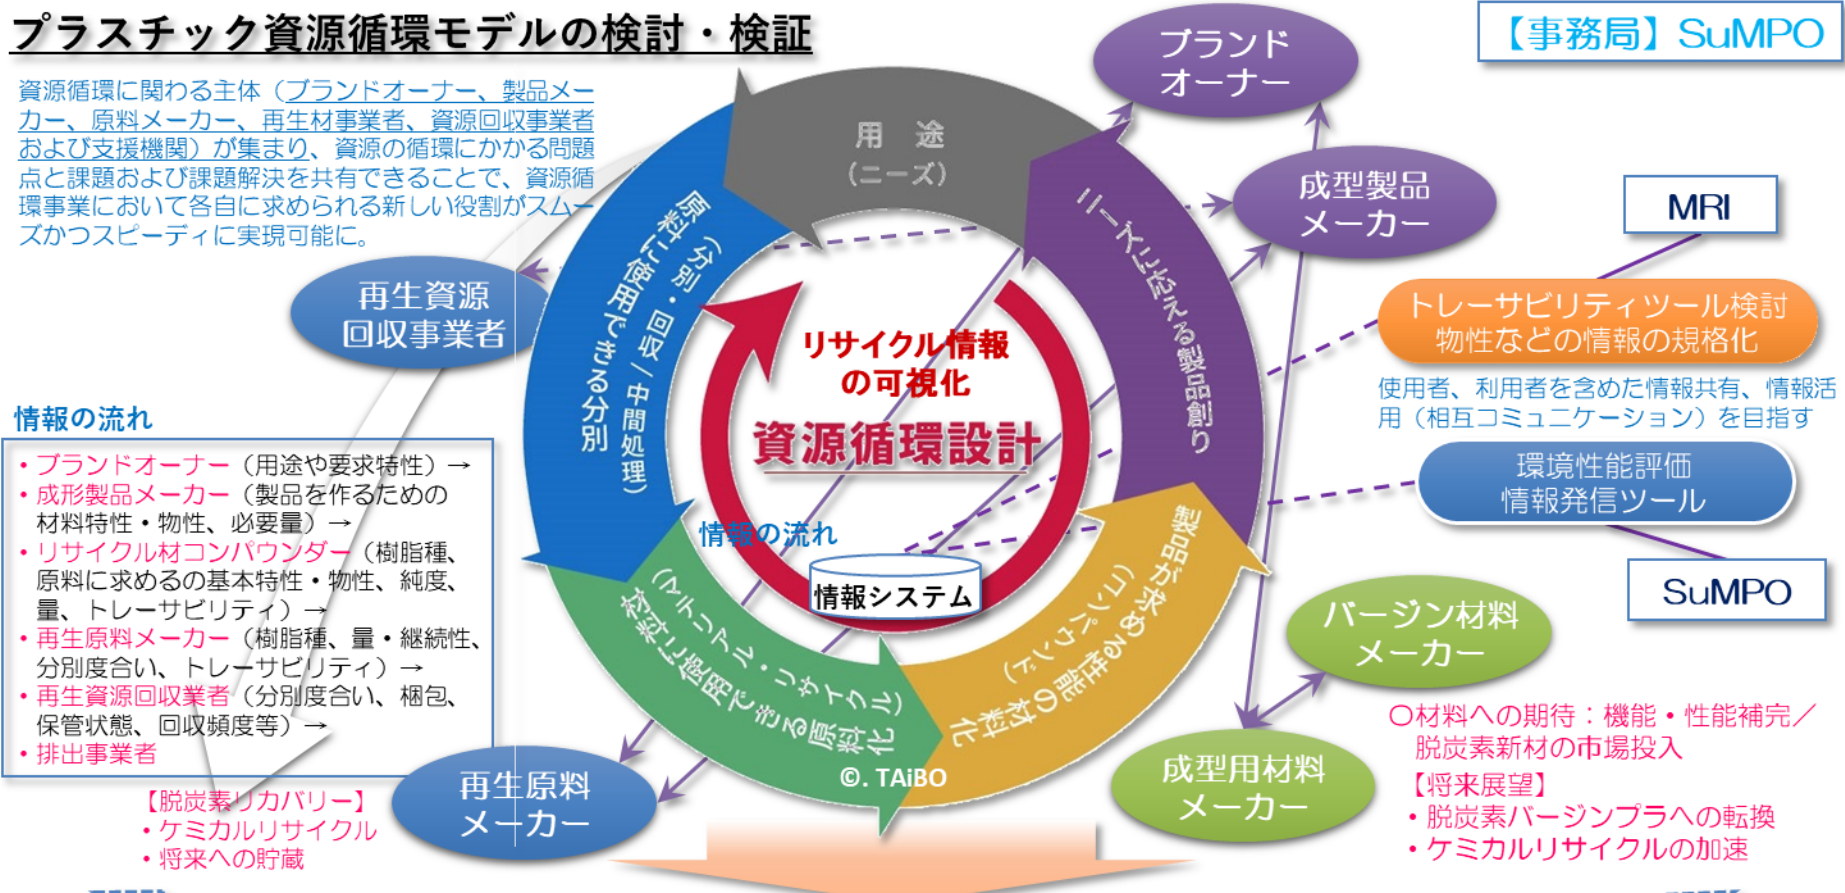 プラスチック資源循環モデルの検討・検証
【事務局】SuMPO
資源循環に関わる主体（ブランドオーナー、製品メー
カー、原料メーカー、再生材事業者、資源回収事業者
および支援機関）が集まり、資源の循環にかかる問題
点と課題および課題解決を共有できることで、資源循
環事業において各自に求められる新しい役割がスムー
ズかつスピーディに実現可能に。
ブランド
オーナー
成型製品
メーカー
用　途
（ニーズ）
ニーズに応える製品創り
原料に使用できる分別
（分別・回収／中間処理）
再生資源
回収事業者
リサイクル情報
の可視化
資源循環設計
情報の流れ
情報システム
MRI
トレーサビリティツール検討
物性などの情報の規格化
使用者、利用者を含めた情報共有、情報活
用（相互コミュニケーション）を目指す
環境性能評価
情報発信ツール
SuMPO
情報の流れ
・ブランドオーナー（用途や要求特性）→
・成形製品メーカー（製品を作るための
材料特性・物性、必要量）→
・リサイクル材コンパウンダー（樹脂種、
原料に求めるの基本特性・物性、純度、
量、トレーサビリティ）→
・再生原料メーカー（樹脂種、量・継続性、
分別度合い、トレーサビリティ）→
・再生資源回収業者（分別度合い、梱包、
保管状態、回収頻度等）→
・排出事業者
【脱炭素リカバリー】
・ケミカルリサイクル
・将来への貯蔵
再生原料
メーカー
（マテリアル・リサイクル）
材料に使用できる原料化
製品が求める性能の材料化
（コンパウンド）
©. TAiBO
バージン材料
メーカー
成型用材料
メーカー
〇材料への期待：機能・性能補完／
脱炭素新材の市場投入
【将来展望】
・脱炭素バージンプラへの転換
・ケミカルリサイクルの加速